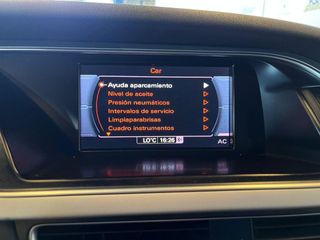 Car
Ayuda aparcamiento
Nivel de aceite
Presión neumáticos
Intervalos de servicio
Limpiaparabrisas
Cuadro instrumentos
LO°C 16:26
AC